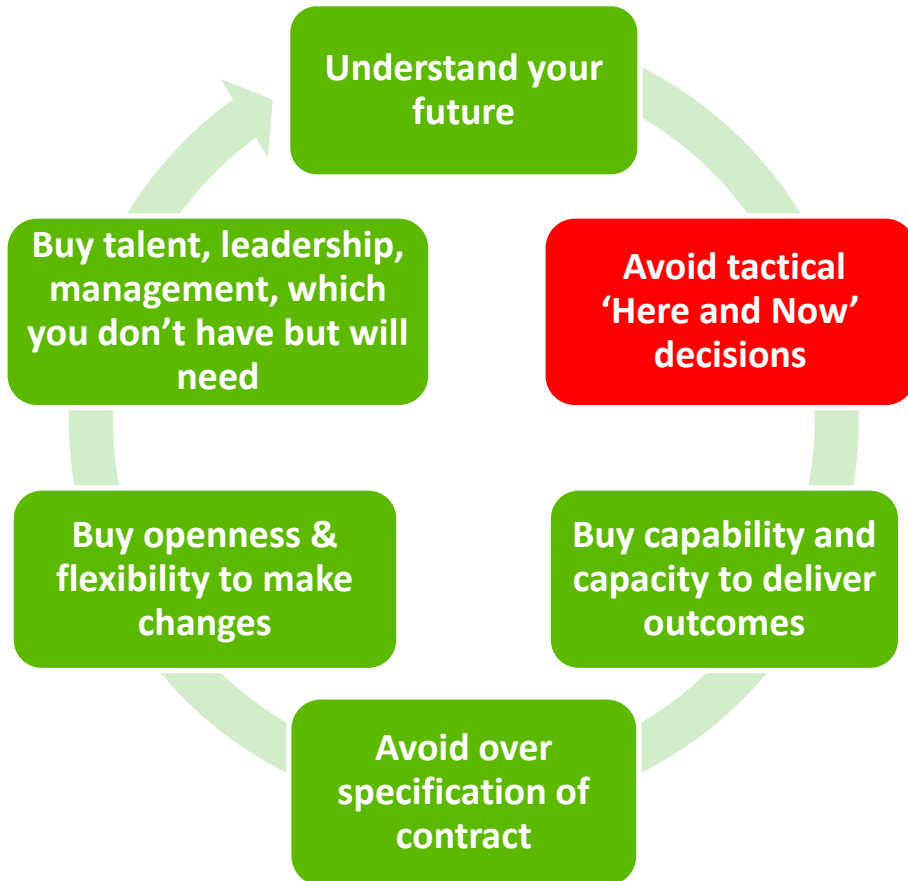 Understand your
future
Avoid tactical
‘Here and Now’
decisions
Buy capability and
capacity to deliver
outcomes
Avoid over
specification of
contract
Buy openness &
flexibility to make
changes
Buy talent, leadership,
management, which
you don’t have but will
need